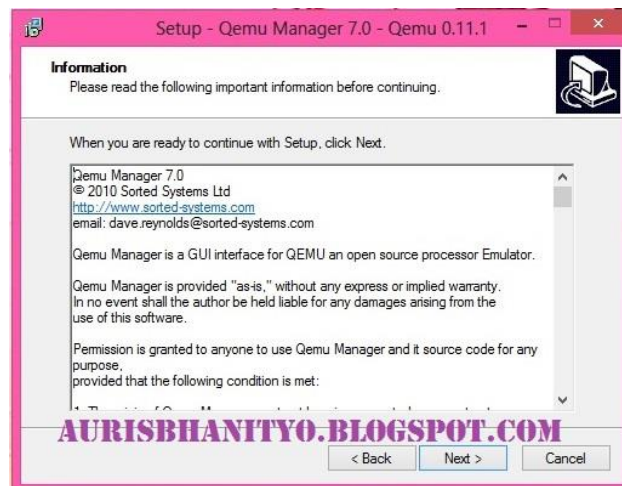 Setup - Qemu Manager 7.0 - Qemu 0.11.1
Information
Please read the following important information before continuing.
When you are ready to continue with Setup, click Next.
Qemu Manager 7.0
© 2010 Sorted Systems Ltd
http://www.sorted-systems.com
email: dave.reynolds@sorted-systems.com
Qemu Manager is a GUI interface for QEMU an open source processor Emulator.
Qemu Manager is provided "as-is," without any express or implied warranty.
In no event shall the author be held liable for any damages arising from the
use of this software.
Permission is granted to anyone to use Qemu Manager and it source code for any
purpose,
provided that the following condition is met:
AURISBHANITYO.BLOGSPOT.COM
< Back Next > Cancel